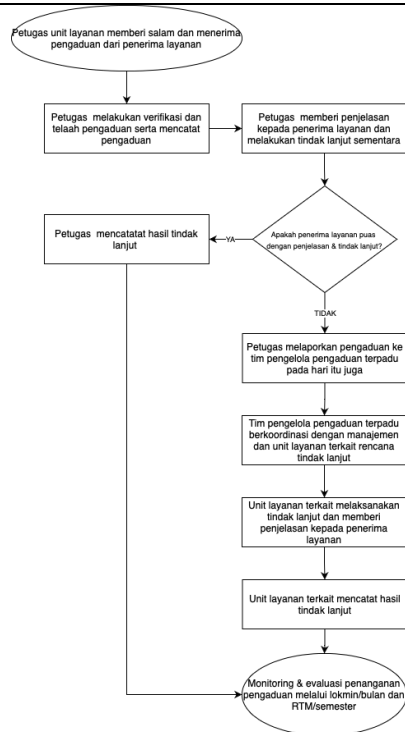 Petugas unit layanan memberi salam dan menerima
pengaduan dari penerima layanan
Petugas melakukan verifikasi dan
telaah pengaduan serta mencatat
pengaduan
Petugas memberi penjelasan
kepada penerima layanan dan
melakukan tindak lanjut sementara
Apakah penerima layanan puas
dengan penjelasan & tindak lanjut?
YA
Petugas mencatatat hasil tindak
lanjut
TIDAK
Petugas melaporkan pengaduan ke
tim pengelola pengaduan terpadu
pada hari itu juga
Tim pengelola pengaduan terpadu
berkoordinasi dengan manajemen
dan unit layanan terkait rencana
tindak lanjut
Unit layanan terkait melaksanakan
tindak lanjut dan memberi
penjelasan kepada penerima
layanan
Unit layanan terkait mencatat hasil
tindak lanjut
Monitoring & evaluasi penanganan
pengaduan melalui lokmin/bulan dan
RTM/semester